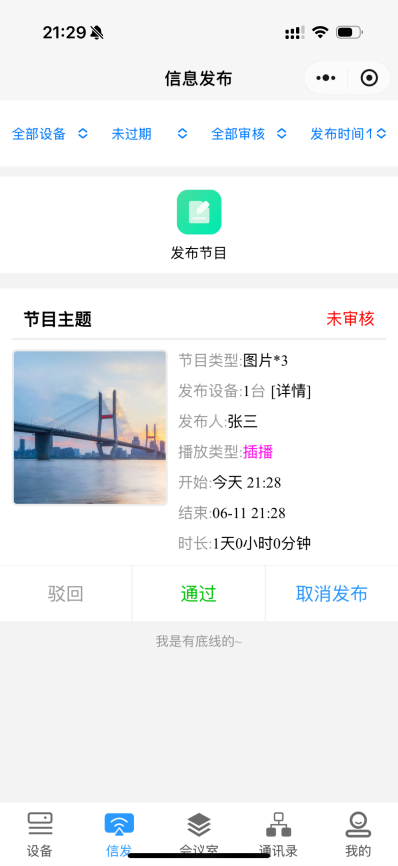 21:29
信息发布
全部设备 未过期 全部审核 发布时间↑
发布节目
节目主题 未审核
节目类型:图片*3
发布设备:1台 [详情]
发布人:张三
播放类型:插播
开始:今天 21:28
结束:06-11 21:28
时长:1天0小时0分钟
驳回 通过 取消发布
我是有底线的~
设备 信发 会议室 通讯录 我的